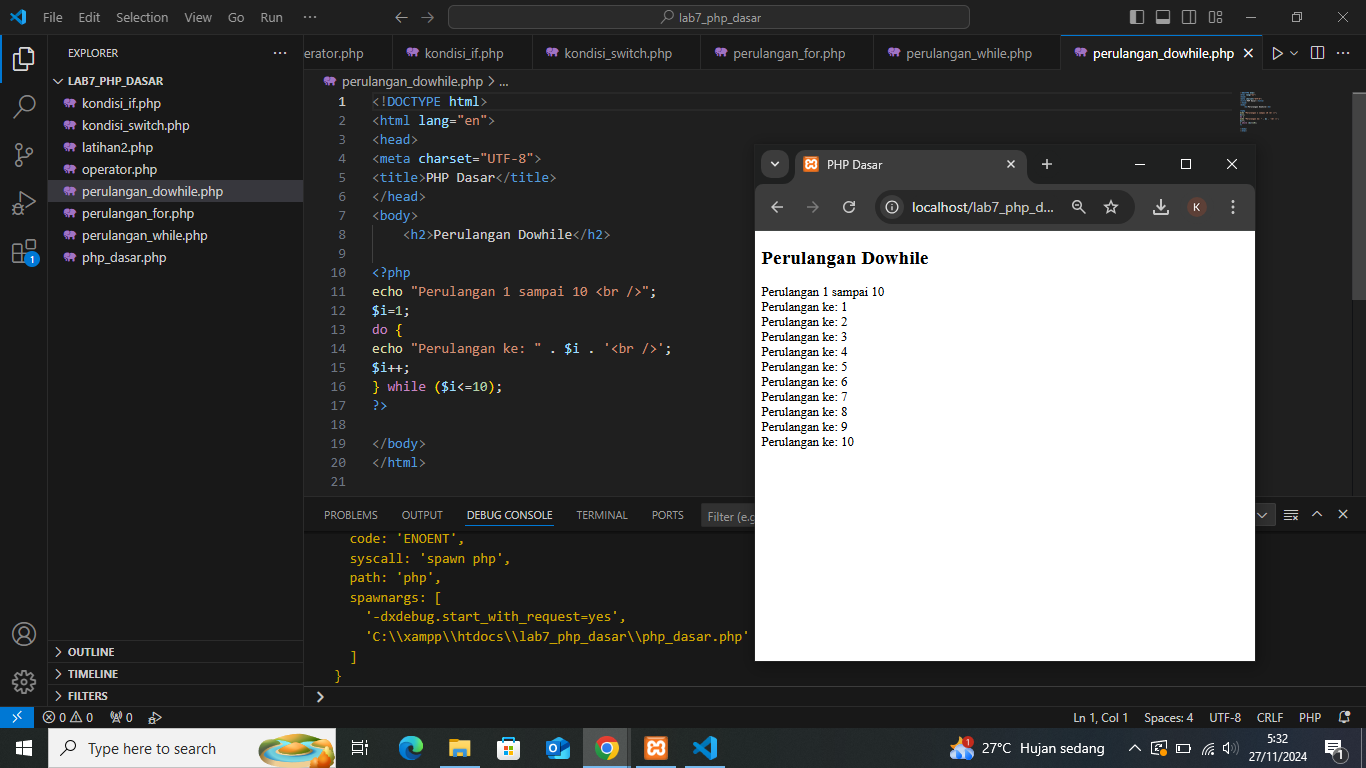 File Edit Selection View Go Run ···
lab7_php_dasar
EXPLORER
LAB7_PHP_DASAR
kondisi_if.php
kondisi_switch.php
latihan2.php
operator.php
perulangan_dowhile.php
perulangan_for.php
perulangan_while.php
php_dasar.php
OUTLINE
TIMELINE
FILTERS
1
erator.php kondisi_if.php kondisi_switch.php perulangan_for.php perulangan_while.php perulangan_dowhile.php
perulangan_dowhile.php > ...
1 <!DOCTYPE html>
2 <html lang="en">
3 <head>
4 <meta charset="UTF-8">
5 <title>PHP Dasar</title>
6 </head>
7 <body>
8 <h2>Perulangan Dowhile</h2>
9
10 <?php
11 echo "Perulangan 1 sampai 10 <br />";
12 $i=1;
13 do {
14 echo "Perulangan ke: " . $i . '<br />';
15 $i++;
16 } while ($i<=10);
17 ?>
18
19 </body>
20 </html>
21
PHP Dasar
localhost/lab7_php_d...
K
Perulangan Dowhile
Perulangan 1 sampai 10
Perulangan ke: 1
Perulangan ke: 2
Perulangan ke: 3
Perulangan ke: 4
Perulangan ke: 5
Perulangan ke: 6
Perulangan ke: 7
Perulangan ke: 8
Perulangan ke: 9
Perulangan ke: 10
PROBLEMS OUTPUT DEBUG CONSOLE TERMINAL PORTS Filter (e.g
code: 'ENOENT',
syscall: 'spawn php',
path: 'php',
spawnargs: [
'-dxdebug.start_with_request=yes',
'C:\\xampp\\htdocs\\lab7_php_dasar\\php_dasar.php'
]
}
0 0 0 Ln 1, Col 1 Spaces: 4 UTF-8 CRLF PHP
Type here to search
1 27°C Hujan sedang
5:32
27/11/2024
1